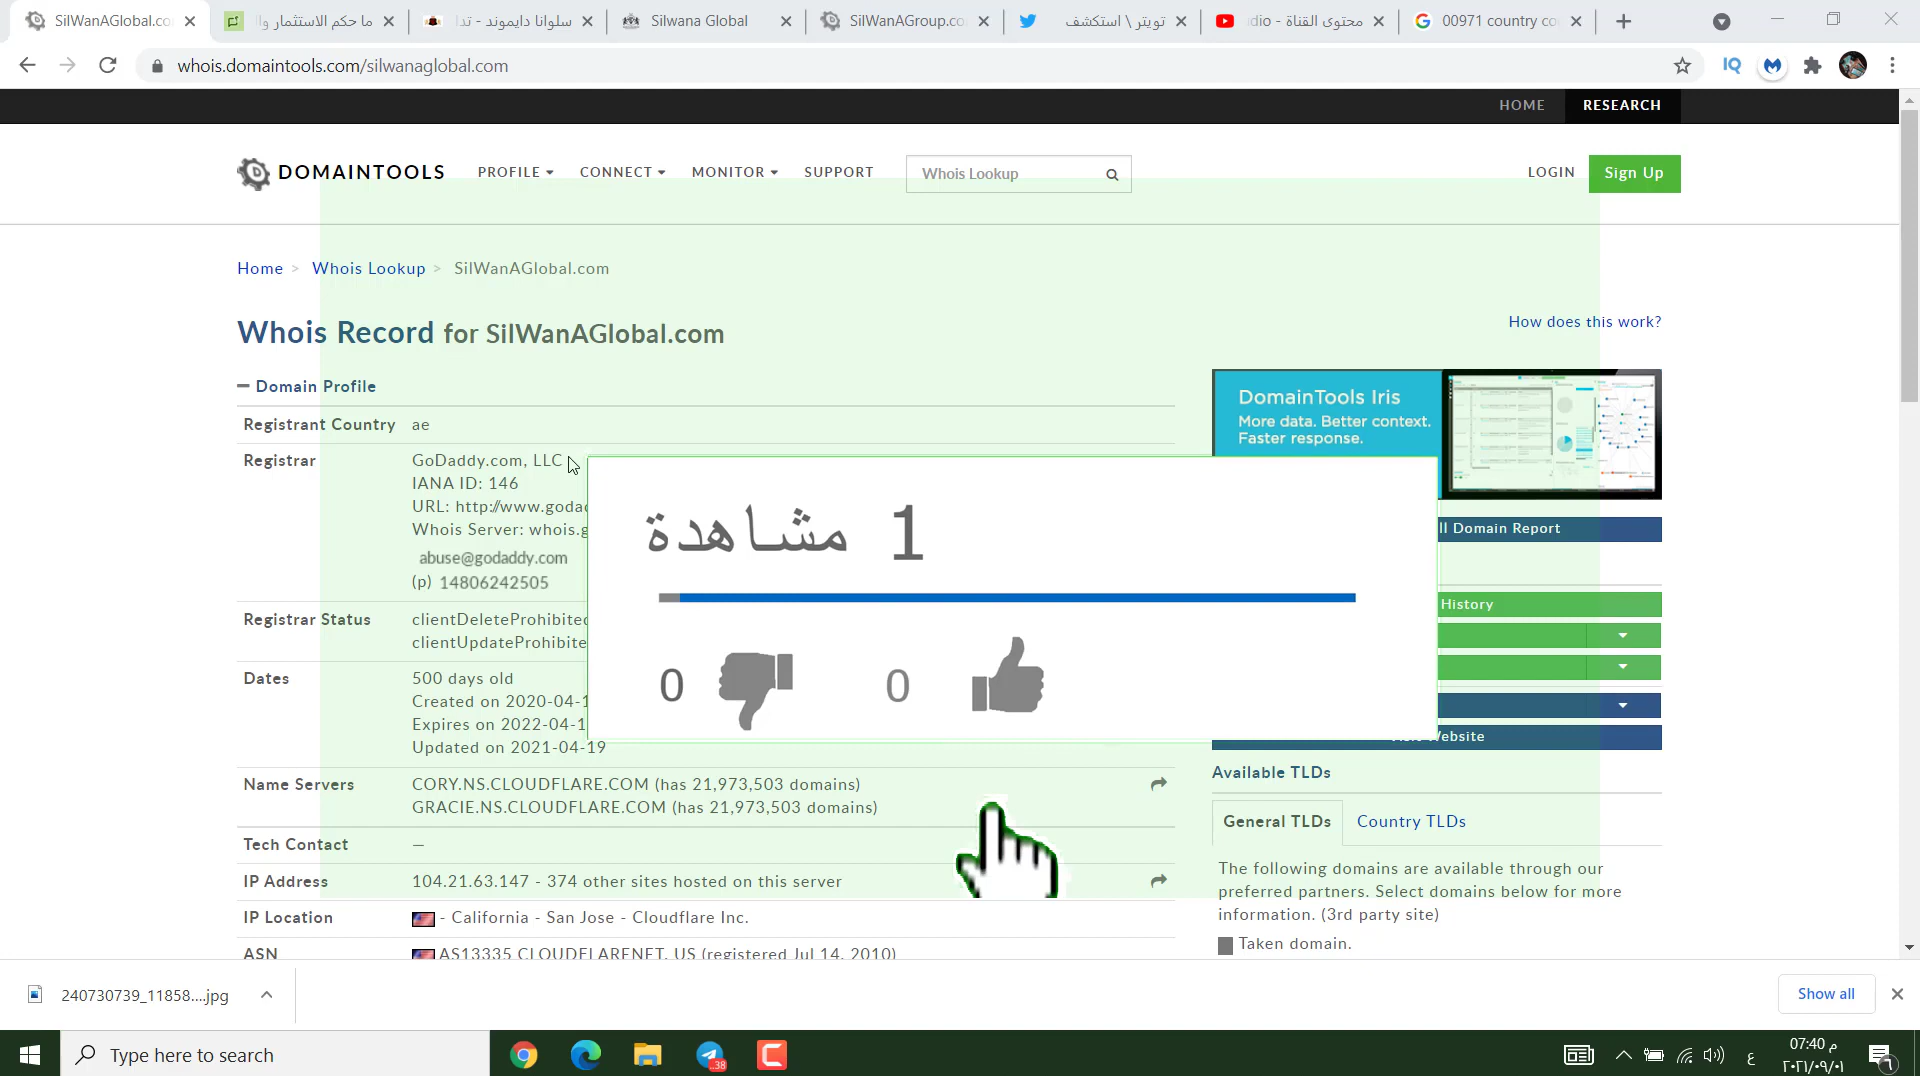 SilWanAGlobal.co
ما حكم الاستثمار وال
سلوانا دايموند - تدا
Silwana Global
SilWanAGroup.co
تويتر \ استكشف
محتوى القناة - dio
00971 country co
whois.domaintools.com/silwanaglobal.com
IQ
HOME
RESEARCH
DOMAINTOOLS
PROFILE
CONNECT
MONITOR
SUPPORT
Whois Lookup
LOGIN
Sign Up
Home > Whois Lookup > SilWanAGlobal.com
Whois Record for SilWanAGlobal.com
How does this work?
Domain Profile
Registrant Country ae
Registrar GoDaddy.com, LLC
IANA ID: 146
URL: http://www.godad
Whois Server: whois.g
abuse@godaddy.com
(p) 14806242505
Registrar Status clientDeleteProhibited
clientUpdateProhibite
Dates 500 days old
Created on 2020-04-1
Expires on 2022-04-1
Updated on 2021-04-19
Name Servers CORY.NS.CLOUDFLARE.COM (has 21,973,503 domains)
GRACIE.NS.CLOUDFLARE.COM (has 21,973,503 domains)
Tech Contact —
IP Address 104.21.63.147 - 374 other sites hosted on this server
IP Location - California - San Jose - Cloudflare Inc.
ASN AS13335 CLOUDFLARENET, US (registered Jul 14, 2010)
1 مشاهدة
0 0
DomainTools Iris
More data. Better context.
Faster response.
ll Domain Report
History
Website
Available TLDs
General TLDs
Country TLDs
The following domains are available through our
preferred partners. Select domains below for more
information. (3rd party site)
Taken domain.
240730739_11858....jpg
Show all
Type here to search
38
ع
07:40 م
٢٠٢١/٠٩/٠١
٦